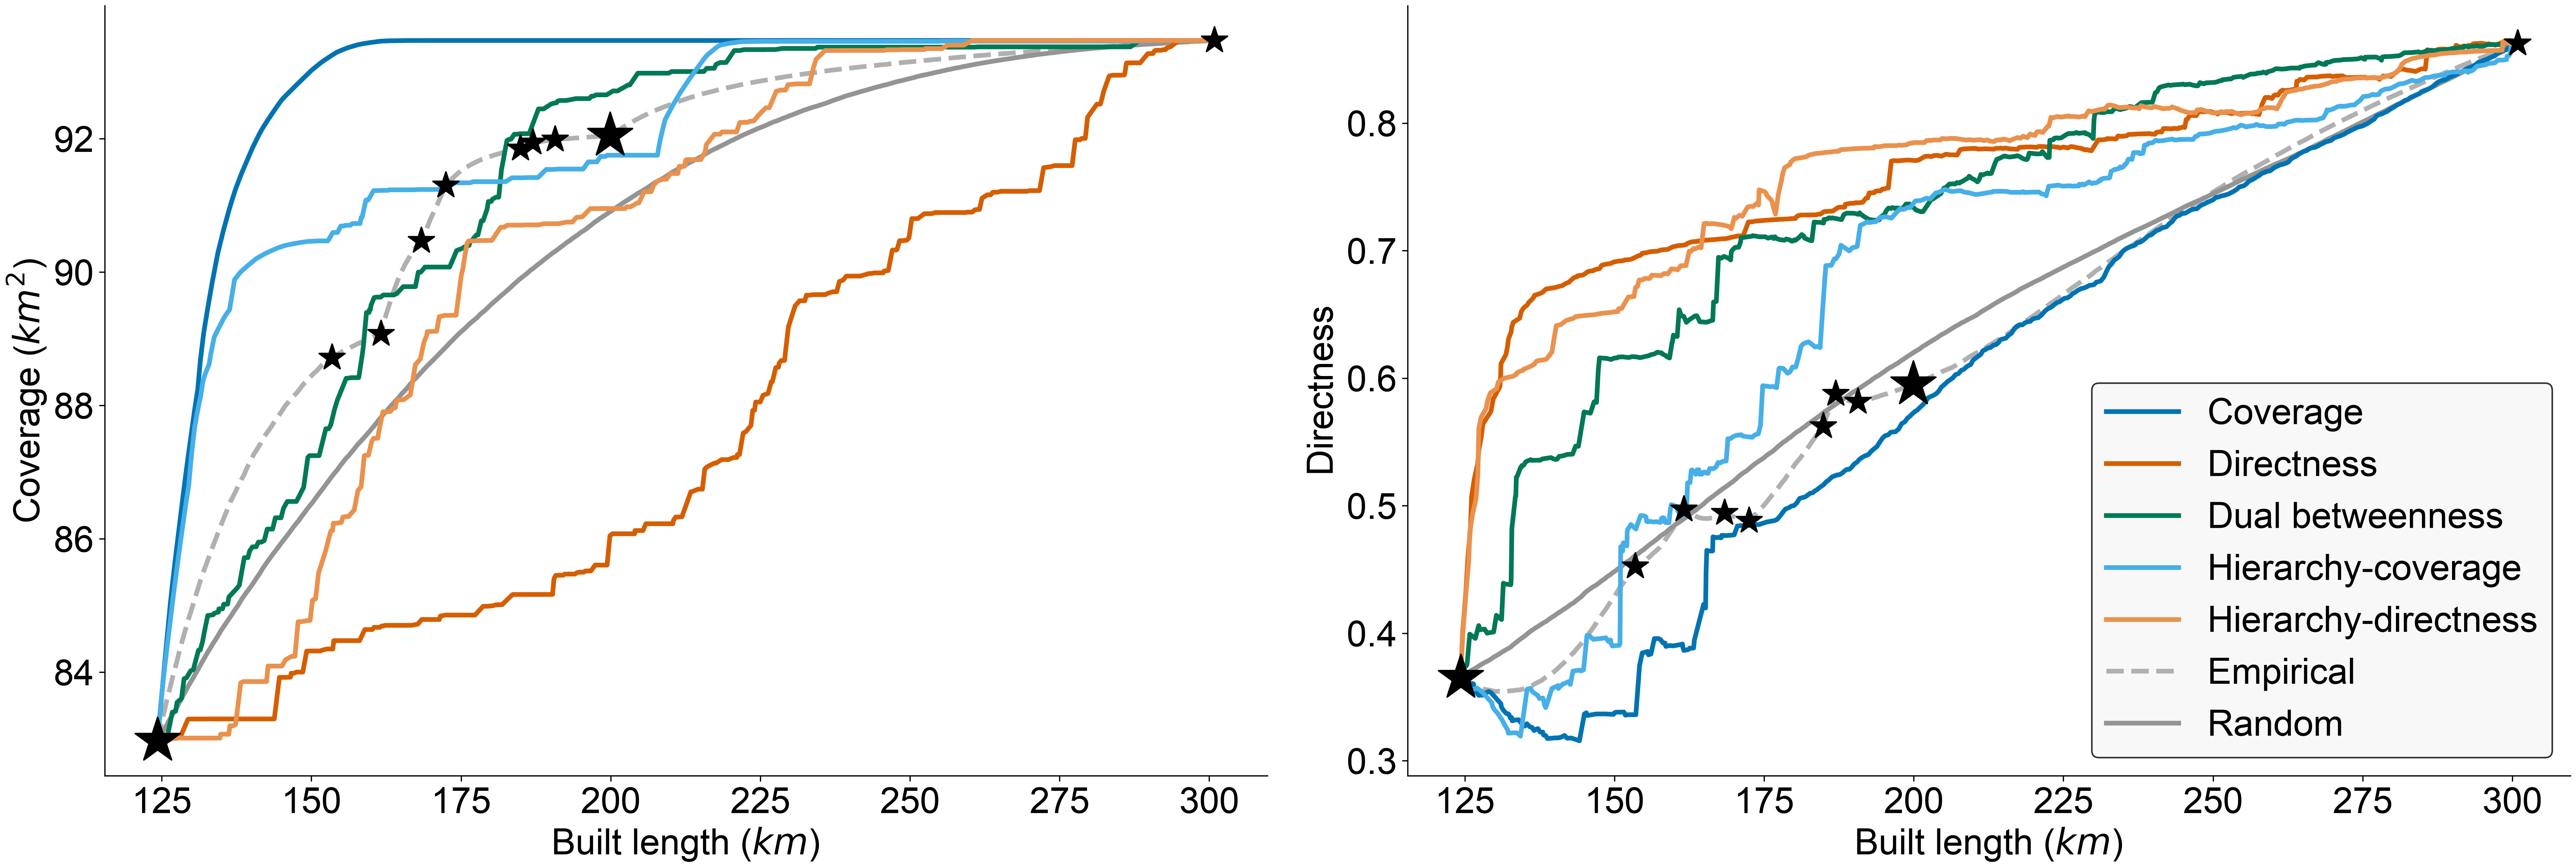 Coverage (km²)
92
90
88
86
84
125 150 175 200 225 250 275 300
Built length (km)
Directness
0.8
0.7
0.6
0.5
0.4
0.3
125 150 175 200 225 250 275 300
Built length (km)
Coverage
Directness
Dual betweenness
Hierarchy-coverage
Hierarchy-directness
Empirical
Random